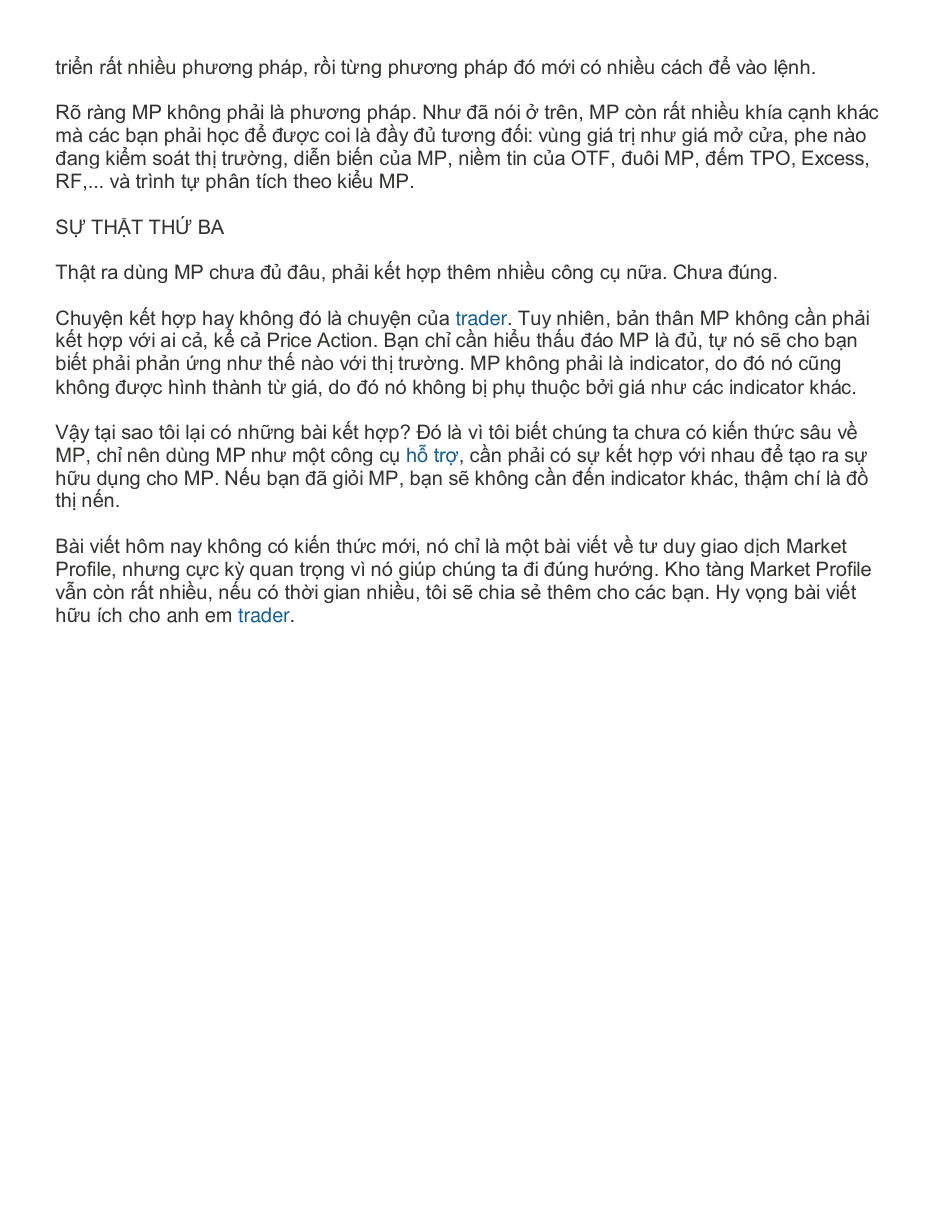 triển rất nhiều phương pháp, rồi từng phương pháp đó mới có nhiều cách để vào lệnh.
Rõ ràng MP không phải là phương pháp. Như đã nói ở trên, MP còn rất nhiều khía cạnh khác
mà các bạn phải học để được coi là đầy đủ tương đối: vùng giá trị như giá mở cửa, phe nào
đang kiểm soát thị trường, diễn biến của MP, niềm tin của OTF, đuôi MP, đếm TPO, Excess,
RF,... và trình tự phân tích theo kiểu MP.
SỰ THẬT THỨ BA
Thật ra dùng MP chưa đủ đâu, phải kết hợp thêm nhiều công cụ nữa. Chưa đúng.
Chuyện kết hợp hay không đó là chuyện của trader. Tuy nhiên, bản thân MP không cần phải
kết hợp với ai cả, kể cả Price Action. Bạn chỉ cần hiểu thấu đáo MP là đủ, tự nó sẽ cho bạn
biết phải phản ứng như thế nào với thị trường. MP không phải là indicator, do đó nó cũng
không được hình thành từ giá, do đó nó không bị phụ thuộc bởi giá như các indicator khác.
Vậy tại sao tôi lại có những bài kết hợp? Đó là vì tôi biết chúng ta chưa có kiến thức sâu về
MP, chỉ nên dùng MP như một công cụ hỗ trợ, cần phải có sự kết hợp với nhau để tạo ra sự
hữu dụng cho MP. Nếu bạn đã giỏi MP, bạn sẽ không cần đến indicator khác, thậm chí là đồ
thị nến.
Bài viết hôm nay không có kiến thức mới, nó chỉ là một bài viết về tư duy giao dịch Market
Profile, nhưng cực kỳ quan trọng vì nó giúp chúng ta đi đúng hướng. Kho tàng Market Profile
vẫn còn rất nhiều, nếu có thời gian nhiều, tôi sẽ chia sẻ thêm cho các bạn. Hy vọng bài viết
hữu ích cho anh em trader.